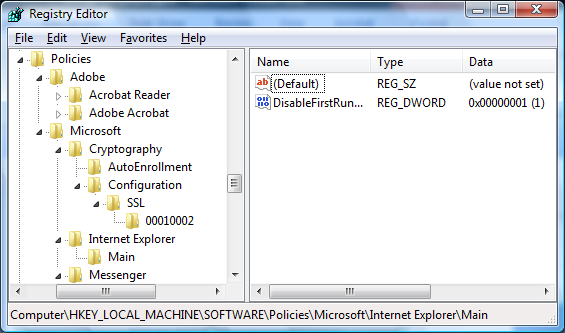 Registry Editor
File Edit View Favorites Help
Policies
Adobe
Acrobat Reader
Adobe Acrobat
Microsoft
Cryptography
AutoEnrollment
Configuration
SSL
00010002
Internet Explorer
Main
Messenger
Name Type Data
(Default) REG_SZ (value not set)
DisableFirstRun... REG_DWORD 0x00000001 (1)
Computer\HKEY_LOCAL_MACHINE\SOFTWARE\Policies\Microsoft\Internet Explorer\Main